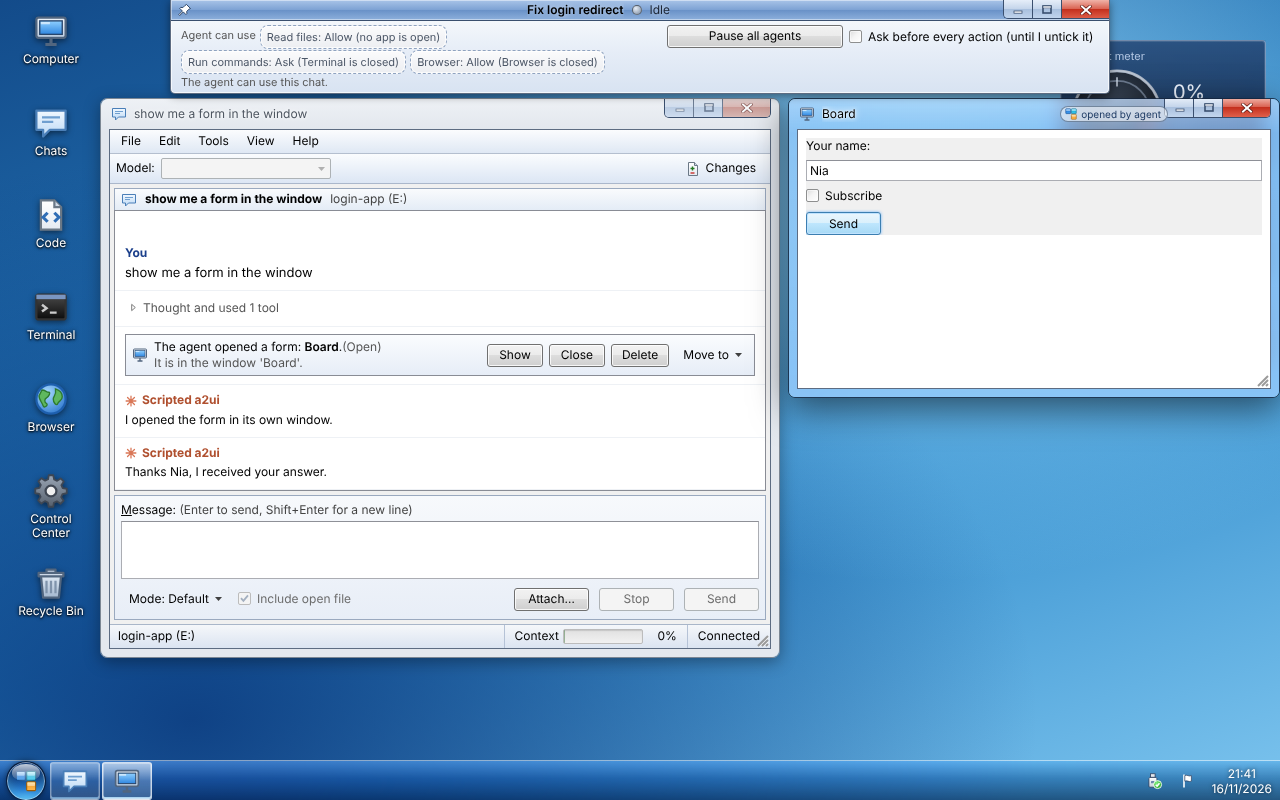 Fix login redirect Idle
Agent can use Read files: Allow (no app is open)
Run commands: Ask (Terminal is closed) Browser: Allow (Browser is closed)
The agent can use this chat.
Pause all agents
Ask before every action (until I untick it)
meter
0%
Computer
Chats
Code
Terminal
Browser
Control
Center
Recycle Bin
show me a form in the window
File Edit Tools View Help
Model:
Changes
show me a form in the window login-app (E:)
You
show me a form in the window
Thought and used 1 tool
The agent opened a form: Board.(Open)
It is in the window 'Board'.
Show Close Delete Move to
Scripted a2ui
I opened the form in its own window.
Scripted a2ui
Thanks Nia, I received your answer.
Message: (Enter to send, Shift+Enter for a new line)
Mode: Default Include open file Attach... Stop Send
login-app (E:) Context 0% Connected
Board opened by agent
Your name:
Nia
Subscribe
Send
21:41
16/11/2026